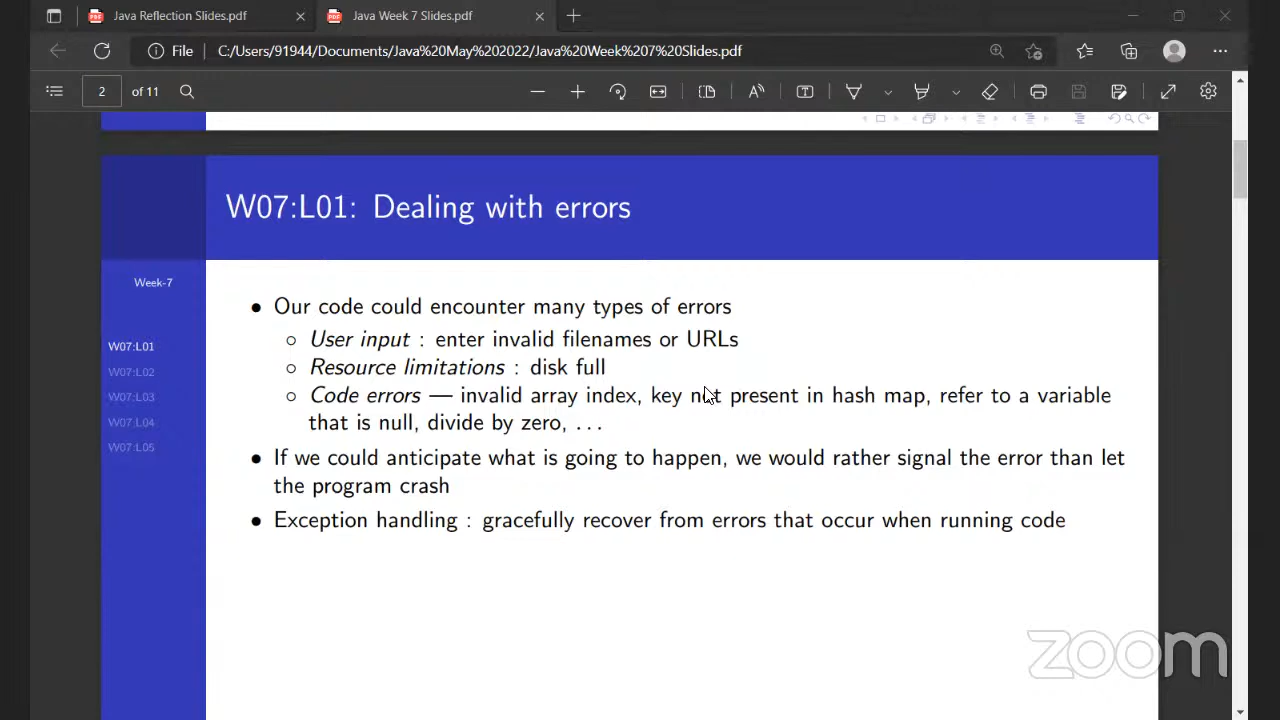 Java Reflection Slides.pdf
Java Week 7 Slides.pdf
File
C:/Users/91944/Documents/Java%20May%202022/Java%20Week%207%20Slides.pdf
2 of 11
W07:L01: Dealing with errors
Week-7
W07:L01
W07:L02
W07:L03
W07:L04
W07:L05
• Our code could encounter many types of errors
○ User input : enter invalid filenames or URLs
○ Resource limitations : disk full
○ Code errors — invalid array index, key not present in hash map, refer to a variable
that is null, divide by zero, ...
• If we could anticipate what is going to happen, we would rather signal the error than let
the program crash
• Exception handling : gracefully recover from errors that occur when running code
zoom